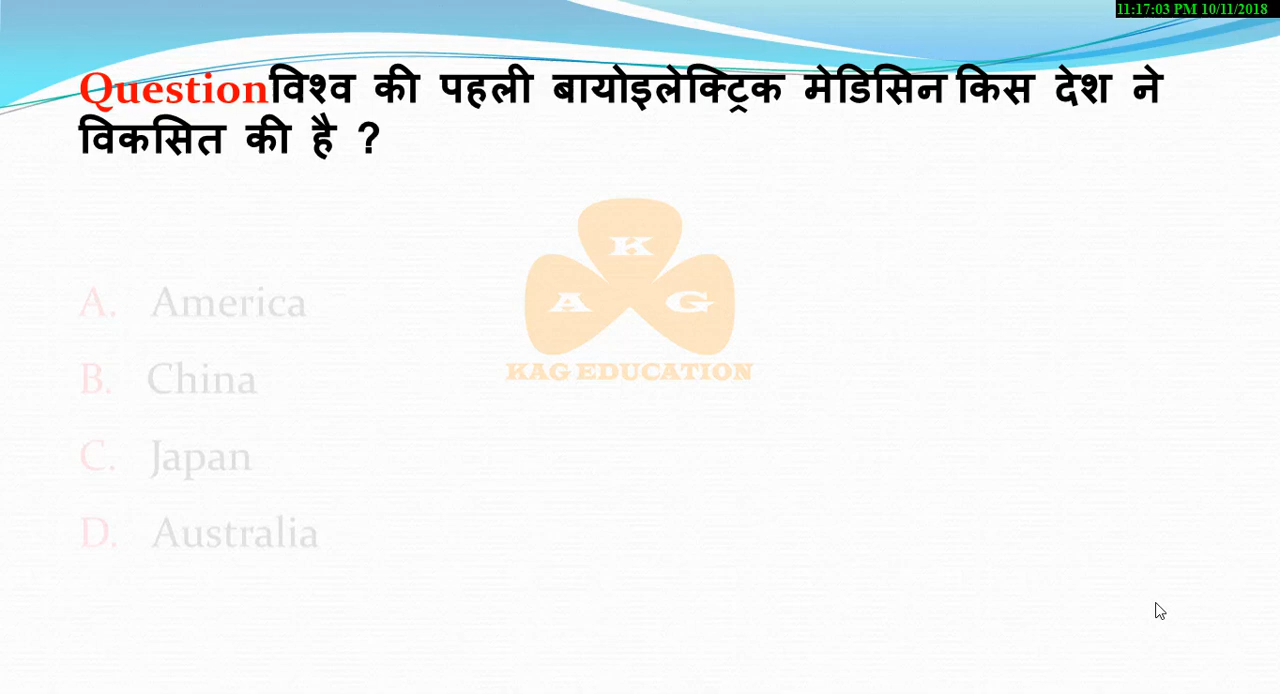 11:17:03 PM 10/11/2018
Questionविश्व की पहली बायोइलेक्ट्रिक मेडिसिन किस देश ने
विकसित की है ?
K
A G
KAG EDUCATION
A. America
B. China
C. Japan
D. Australia